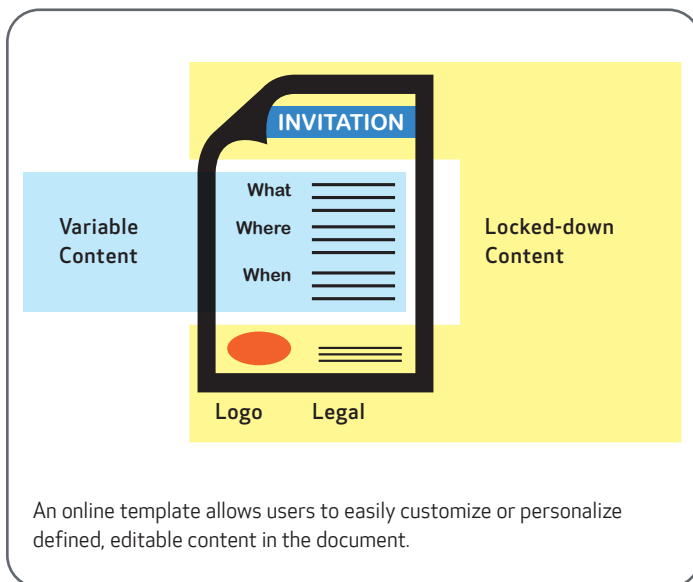 INVITATION
What
Where
When
Variable
Content
Locked-down
Content
Logo
Legal
An online template allows users to easily customize or personalize
defined, editable content in the document.